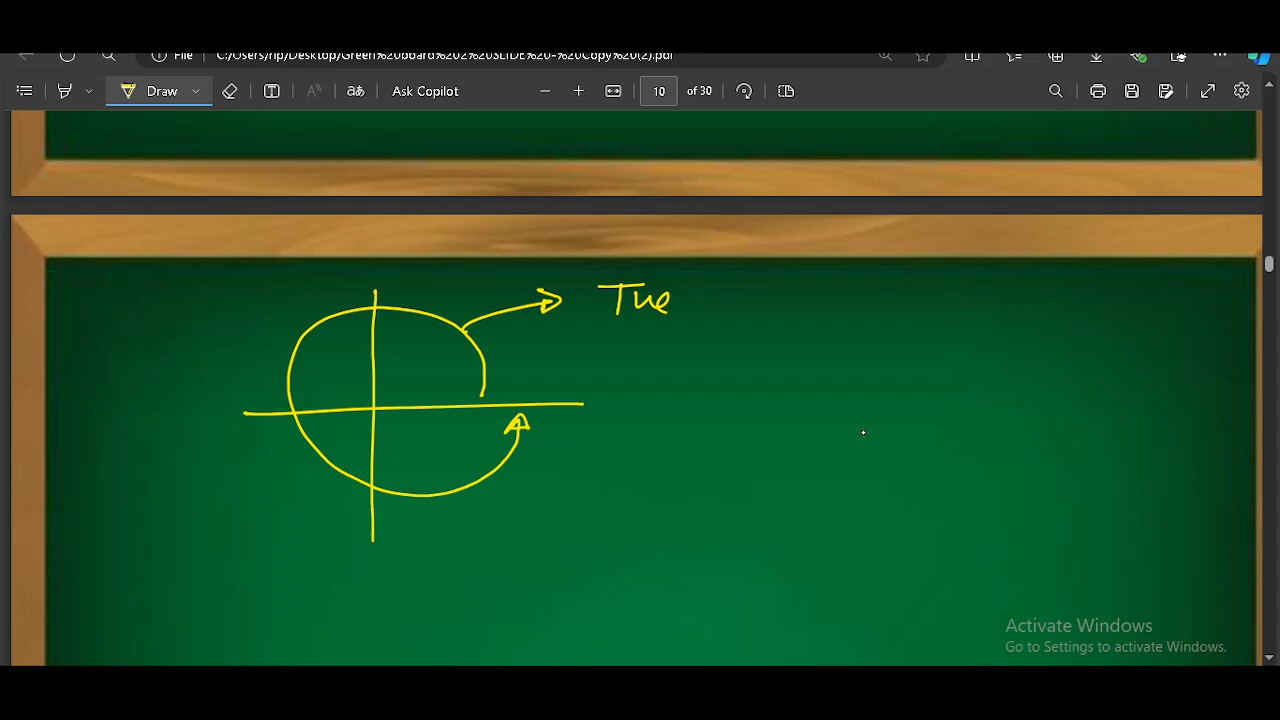 File C:/Users/hp/Desktop/Green%20board%202%20SLIDE%20-%20Copy%20(2).pdf
Draw Ask Copilot 10 of 30
Tue
Activate Windows
Go to Settings to activate Windows.